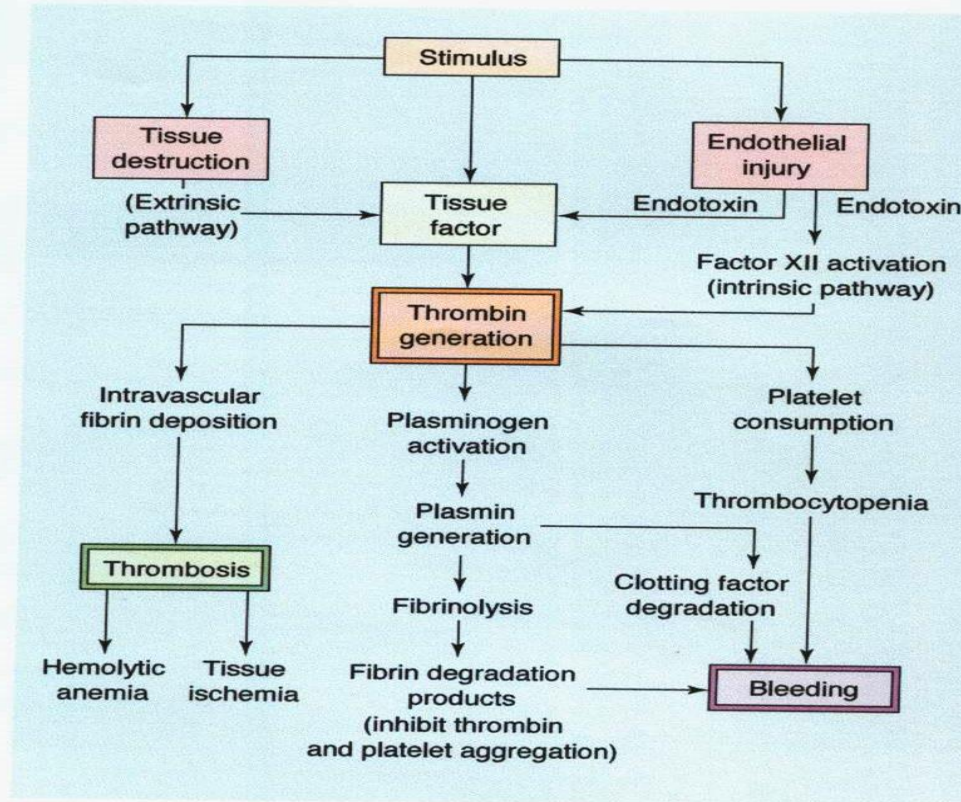 Stimulus
Tissue
destruction
Endothelial
injury
(Extrinsic
pathway)
Tissue
factor
Endotoxin
Endotoxin
Factor XII activation
(intrinsic pathway)
Thrombin
generation
Intravascular
fibrin deposition
Plasminogen
activation
Platelet
consumption
Plasmin
generation
Thrombocytopenia
Thrombosis
Clotting factor
degradation
Fibrinolysis
Hemolytic
anemia
Tissue
ischemia
Fibrin degradation
products
(inhibit thrombin
and platelet aggregation)
Bleeding